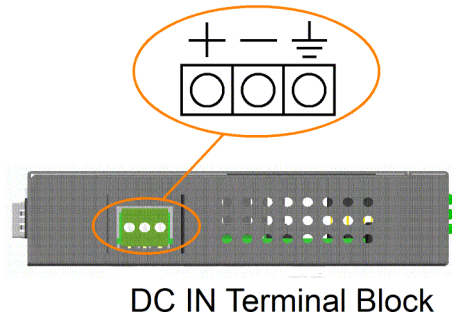 + − ⏚
DC IN Terminal Block